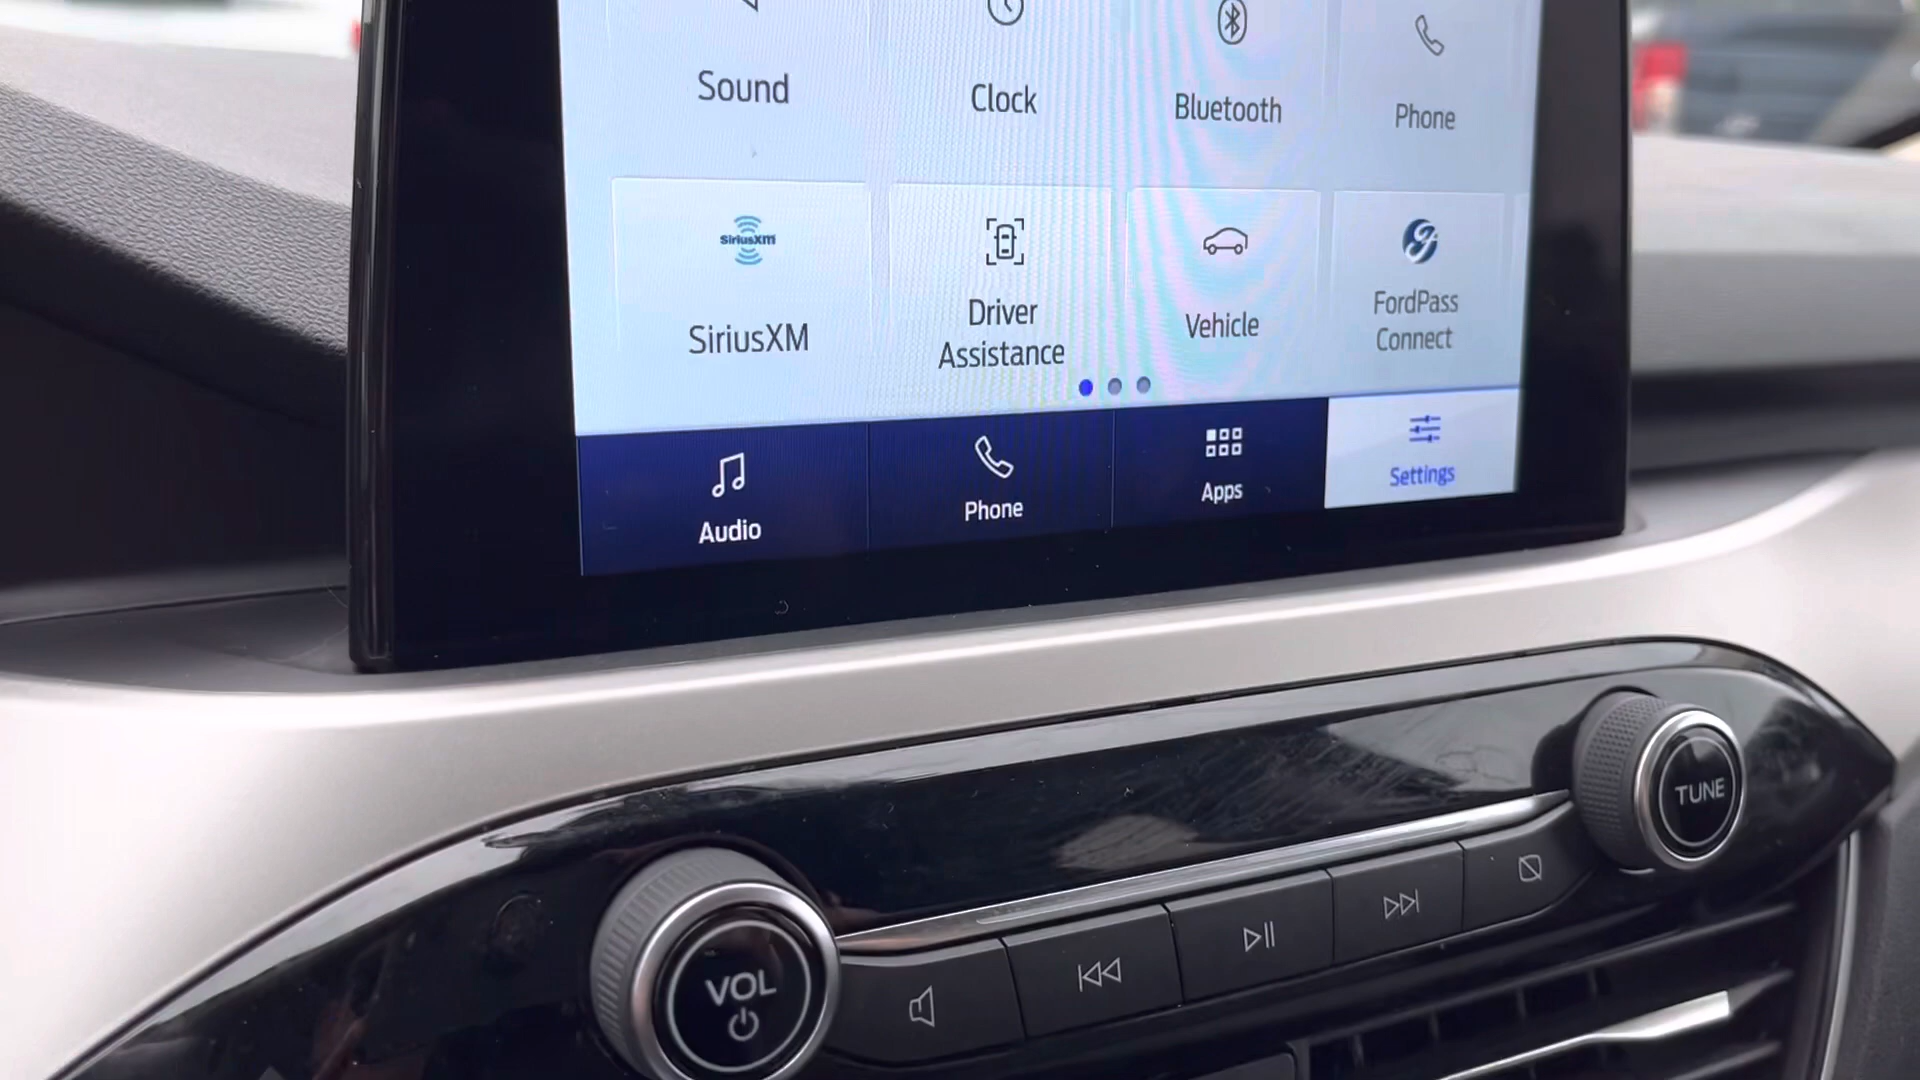 Sound
Clock
Bluetooth
Phone
SiriusXM
SiriusXM
Driver
Assistance
Vehicle
FordPass
Connect
Audio
Phone
Apps
Settings
TUNE
VOL